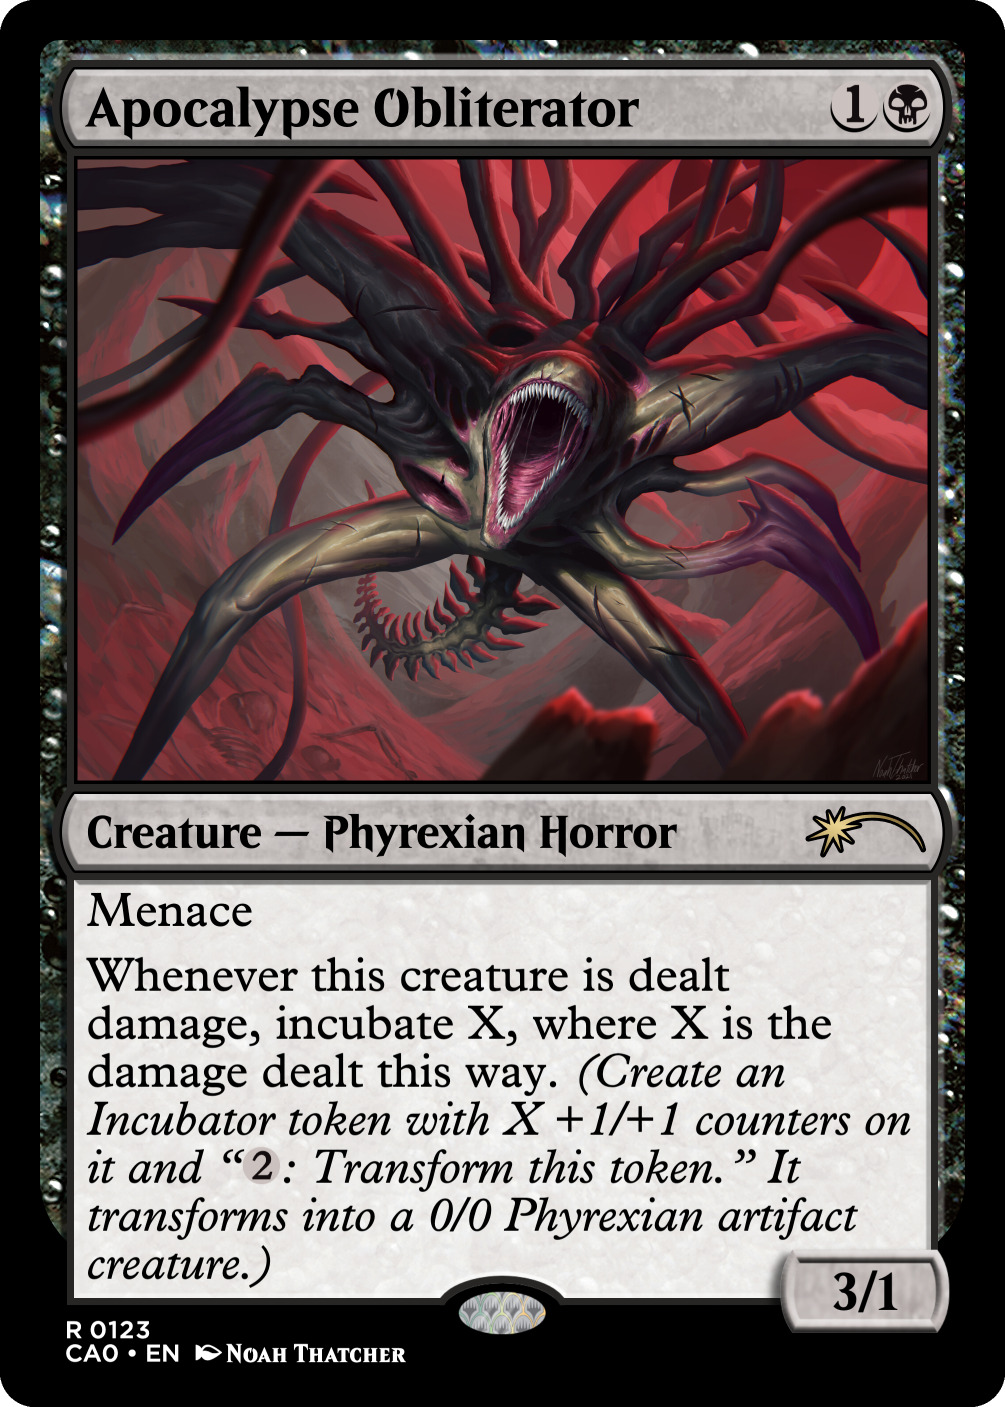 Apocalypse Obliterator 1
Creature — Phyrexian Horror
Menace
Whenever this creature is dealt
damage, incubate X, where X is the
damage dealt this way. (Create an
Incubator token with X +1/+1 counters on
it and “2: Transform this token.” It
transforms into a 0/0 Phyrexian artifact
creature.)
3/1
R 0123
CAO • EN NOAH THATCHER